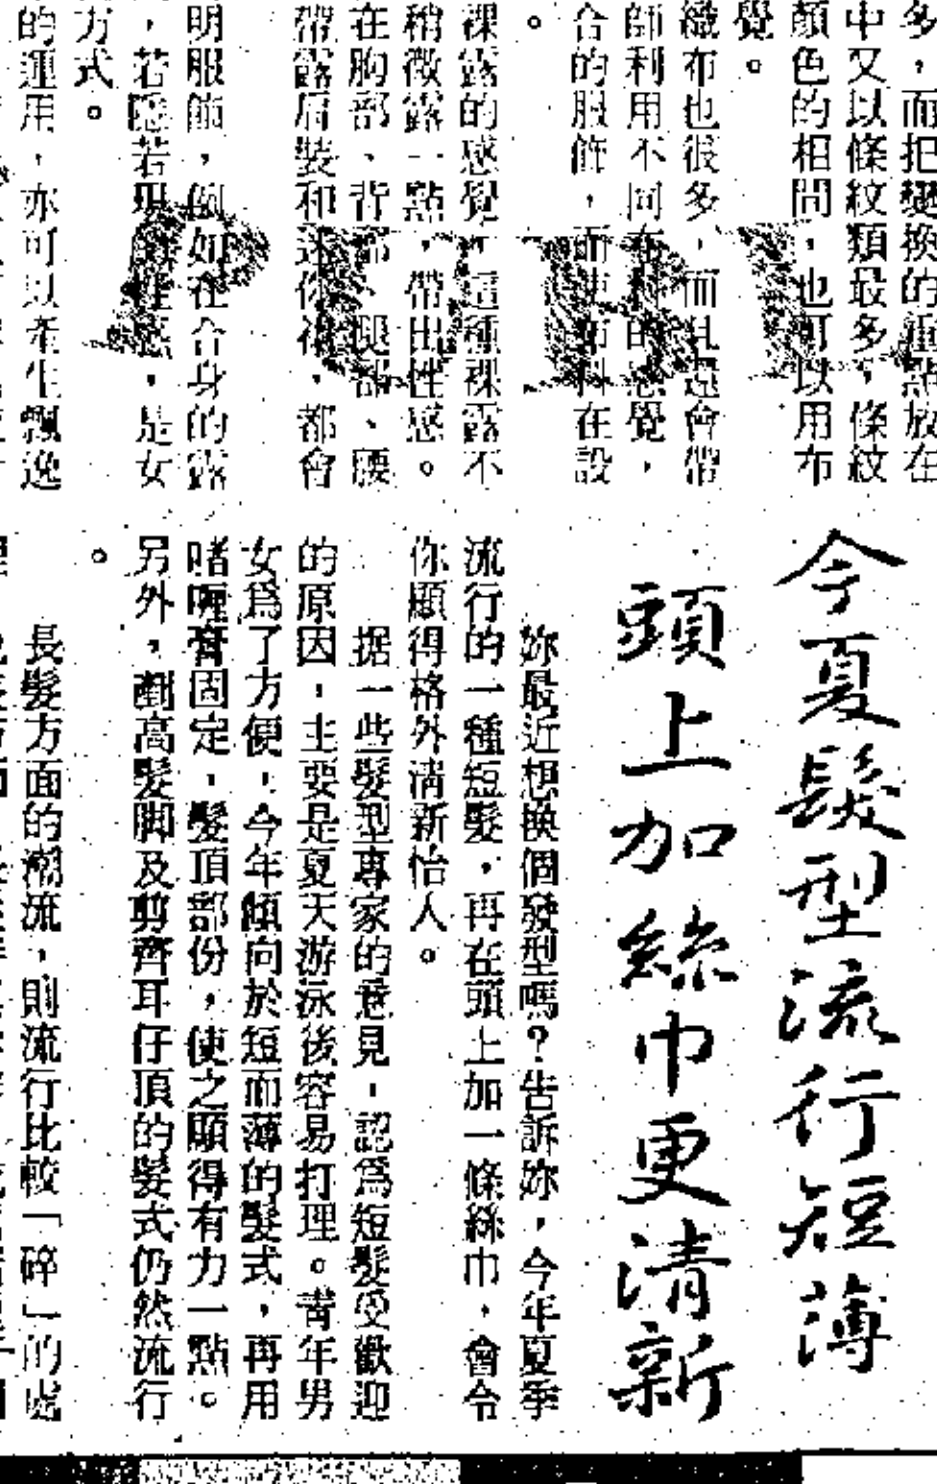 多，而把變換的重點放在
中又以條紋類最多，條紋
顏色的相間，也可以用布
覺。
織布也很多，而且還會帶
師利用不同布料的感覺，
合的服飾，而使布料在設
。
裸露的感覺，這種裸露不
稍微露一點，帶出性感。
在胸部、背部、腿部、腰
帶露肩裝和迷你裙，都會
明服飾，例如在合身的露
，若隱若現的性感，是女
方式。
的運用，亦可以產生飄逸
今夏髮型流行短薄
頭上加絲巾更清新
妳最近想換個發型嗎？告訴妳，今年夏季
流行的一種短髮，再在頭上加一條絲巾，會令
你顯得格外清新怡人。
据一些髮型專家的意見，認爲短髮受歡迎
的原因，主要是夏天游泳後容易打理。青年男
女爲了方便，今年傾向於短而薄的髮式，再用
啫喱膏固定，髮頂部份，使之顯得有力一點。
另外，剷高髮脚及剪齊耳仔頂的髮式仍然流行
。
長髮方面的潮流，則流行比較「碎」的處